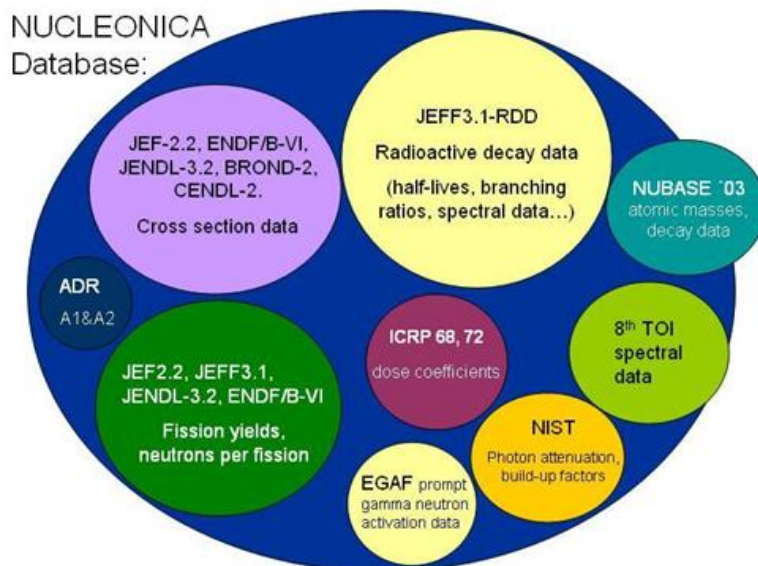 NUCLEONICA
Database:
JEF-2.2, ENDF/B-VI,
JENDL-3.2, BROND-2,
CENDL-2.
Cross section data
JEFF3.1-RDD
Radioactive decay data
(half-lives, branching
ratios, spectral data...)
NUBASE ´03
atomic masses,
decay data
ADR
A1&A2
ICRP 68, 72
dose coefficients
8th TOI
spectral
data
JEF2.2, JEFF3.1,
JENDL-3.2, ENDF/B-VI
Fission yields,
neutrons per fission
NIST
Photon attenuation,
build-up factors
EGAF prompt
gamma neutron
activation data